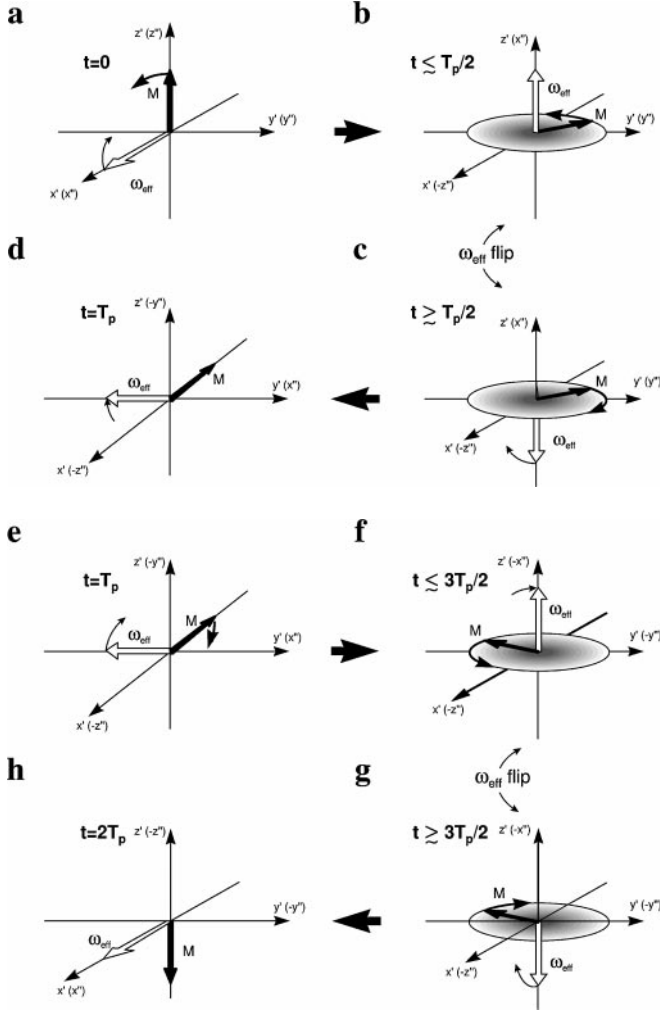 a
z' (z")
t=0
M
y' (y")
x' (x")
ωeff
b
z' (x")
t ≲ Tp/2
ωeff
M
y' (y")
x' (-z")
ωeff flip
d
z' (-y")
t=Tp
ωeff
M
y' (x")
x' (-z")
c
t ≳ Tp/2
z' (x")
M
y' (y")
ωeff
x' (-z")
e
z' (-y")
t=Tp
ωeff
M
y' (x")
x' (-z")
f
z' (-x")
t ≲ 3Tp/2
ωeff
M
y' (-y")
x' (-z")
ωeff flip
h
t=2Tp
z' (-z")
y' (-y")
ωeff
M
x' (x")
g
t ≳ 3Tp/2
z' (-x")
M
y' (-y")
x' (-z")
ωeff